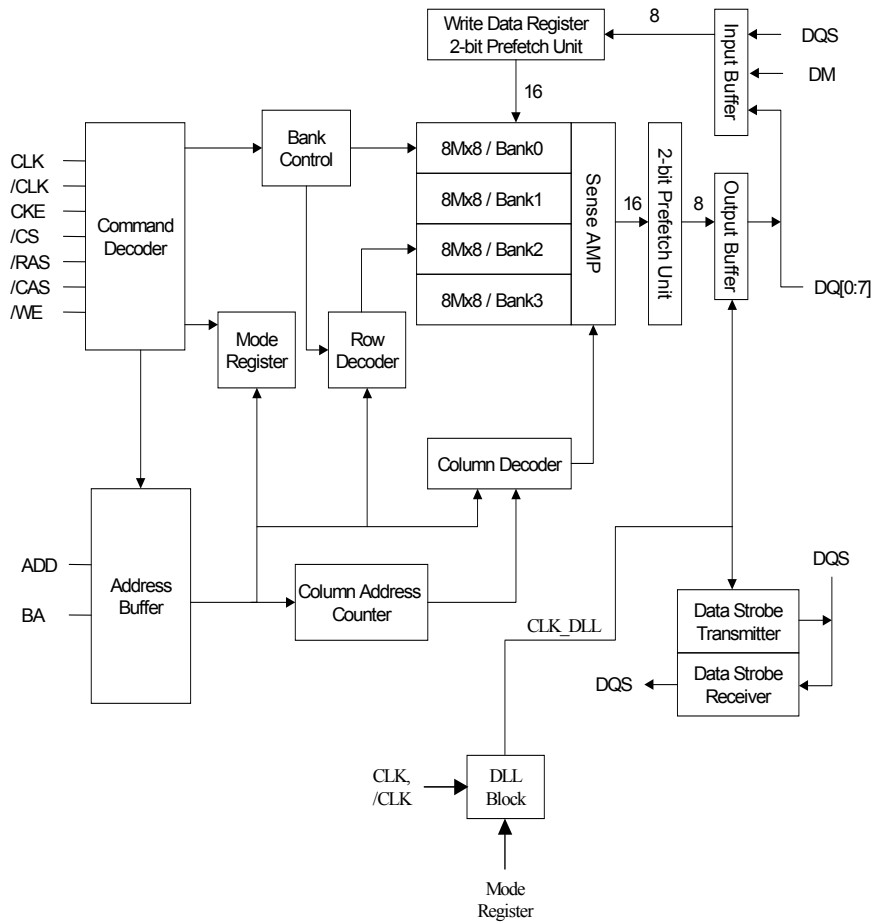 Write Data Register
2-bit Prefetch Unit
8
Input Buffer
DQS
DM
16
Bank
Control
8Mx8 / Bank0
8Mx8 / Bank1
8Mx8 / Bank2
8Mx8 / Bank3
Sense AMP
16
2-bit Prefetch Unit
8
Output Buffer
DQ[0:7]
CLK
/CLK
CKE
/CS
/RAS
/CAS
/WE
Command
Decoder
Mode
Register
Row
Decoder
Column Decoder
ADD
BA
Address
Buffer
Column Address
Counter
CLK_DLL
DQS
Data Strobe
Transmitter
Data Strobe
Receiver
DQS
CLK,
/CLK
DLL
Block
Mode
Register